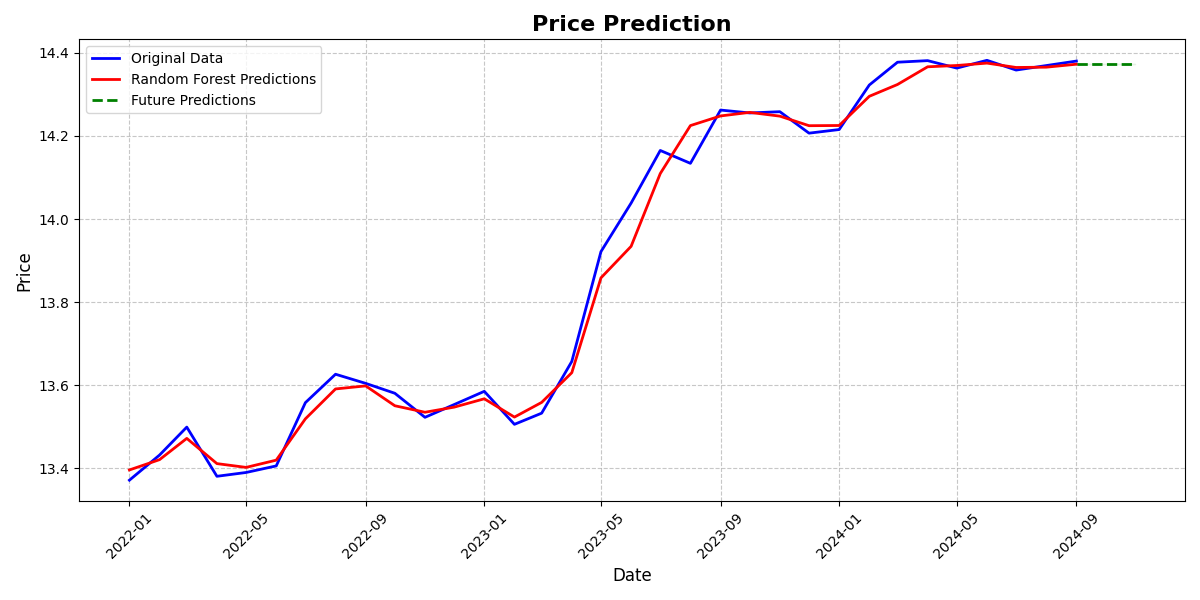 Price Prediction
Original Data
Random Forest Predictions
Future Predictions
14.4
14.2
14.0
13.8
13.6
13.4
Price
2022-01
2022-05
2022-09
2023-01
2023-05
2023-09
2024-01
2024-05
2024-09
Date